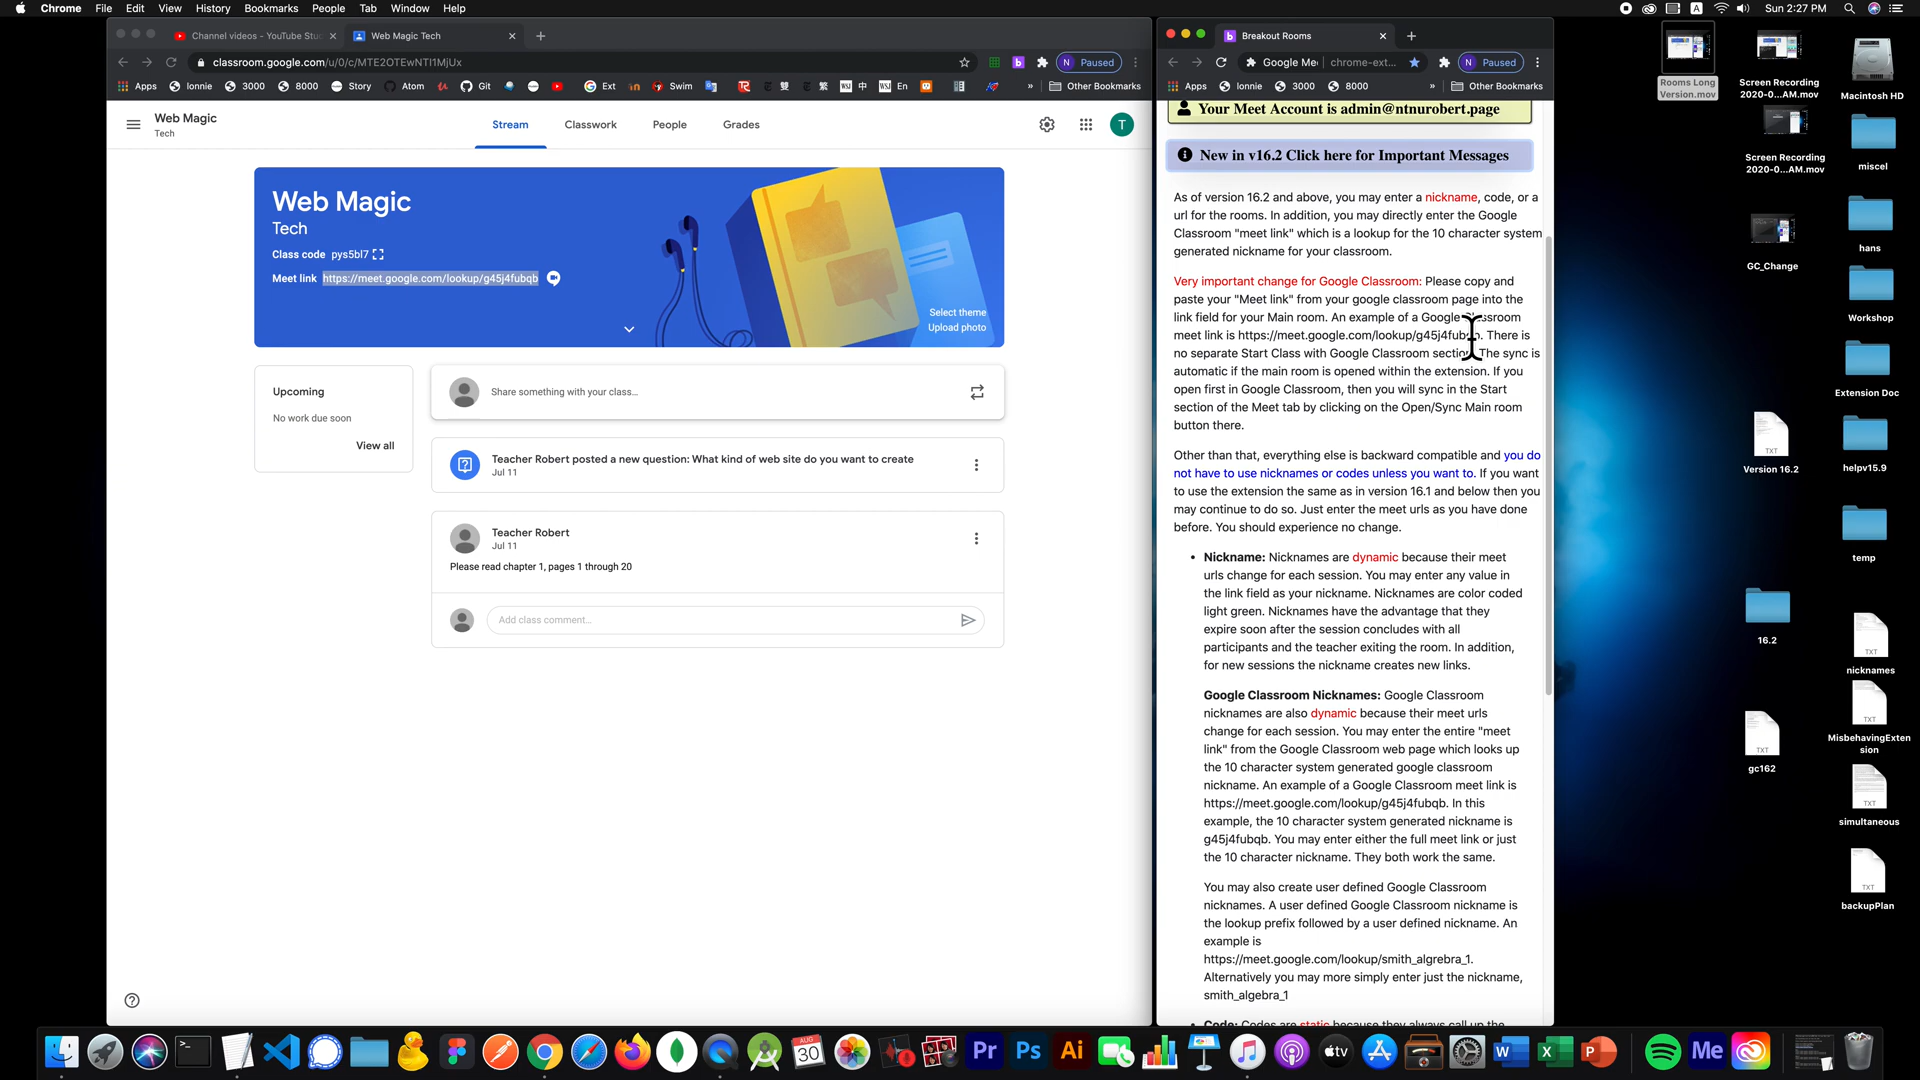 Chrome File Edit View History Bookmarks People Tab Window Help
Sun 2:27 PM
Channel videos - YouTube Stu
Web Magic Tech
classroom.google.com/u/0/c/MTE2OTEwNTI1MjUx
Paused
Apps lonnie 3000 8000 Story Atom Git Ext Swim 雙 繁 中 En » Other Bookmarks
Web Magic
Tech
Stream Classwork People Grades
T
Web Magic
Tech
Class code pys5bl7
Meet link https://meet.google.com/lookup/g45j4fubqb
Select theme
Upload photo
Upcoming
No work due soon
View all
Share something with your class...
Teacher Robert posted a new question: What kind of web site do you want to create
Jul 11
Teacher Robert
Jul 11
Please read chapter 1, pages 1 through 20
Add class comment...
Breakout Rooms
Google Me | chrome-ext...
N Paused
Apps lonnie 3000 8000 » Other Bookmarks
Your Meet Account is admin@ntnurobert.page
New in v16.2 Click here for Important Messages
As of version 16.2 and above, you may enter a nickname, code, or a
url for the rooms. In addition, you may directly enter the Google
Classroom "meet link" which is a lookup for the 10 character system
generated nickname for your classroom.
Very important change for Google Classroom: Please copy and
paste your "Meet link" from your google classroom page into the
link field for your Main room. An example of a Google
meet link is https://meet.google.com/lookup/g45j4fub There is
no separate Start Class with Google Classroom The sync is
automatic if the main room is opened within the extension. If you
open first in Google Classroom, then you will sync in the Start
section of the Meet tab by clicking on the Open/Sync Main room
button there.
Other than that, everything else is backward compatible and you do
not have to use nicknames or codes unless you want to. If you want
to use the extension the same as in version 16.1 and below then you
may continue to do so. Just enter the meet urls as you have done
before. You should experience no change.
• Nickname: Nicknames are dynamic because their meet
urls change for each session. You may enter any value in
the link field as your nickname. Nicknames are color coded
light green. Nicknames have the advantage that they
expire soon after the session concludes with all
participants and the teacher exiting the room. In addition,
for new sessions the nickname creates new links.
Google Classroom Nicknames: Google Classroom
nicknames are also dynamic because their meet urls
change for each session. You may enter the entire "meet
link" from the Google Classroom web page which looks up
the 10 character system generated google classroom
nickname. An example of a Google Classroom meet link is
https://meet.google.com/lookup/g45j4fubqb. In this
example, the 10 character system generated nickname is
g45j4fubqb. You may enter either the full meet link or just
the 10 character nickname. They both work the same.
You may also create user defined Google Classroom
nicknames. A user defined Google Classroom nickname is
the lookup prefix followed by a user defined nickname. An
example is
https://meet.google.com/lookup/smith_algrebra_1.
Alternatively you may more simply enter just the nickname,
smith_algebra_1
• Code: Codes are static because they always call up the
Rooms Long
Version.mov
Screen Recording
2020-0...AM.mov
Macintosh HD
Screen Recording
2020-0...AM.mov
miscel
GC_Change
hans
Workshop
Extension Doc
TXT
Version 16.2
helpv15.9
temp
16.2
TXT
nicknames
TXT
gc162
TXT
MisbehavingExten
sion
TXT
simultaneous
TXT
backupPlan
AUG
30
Pr Ps Ai tv W X P Me